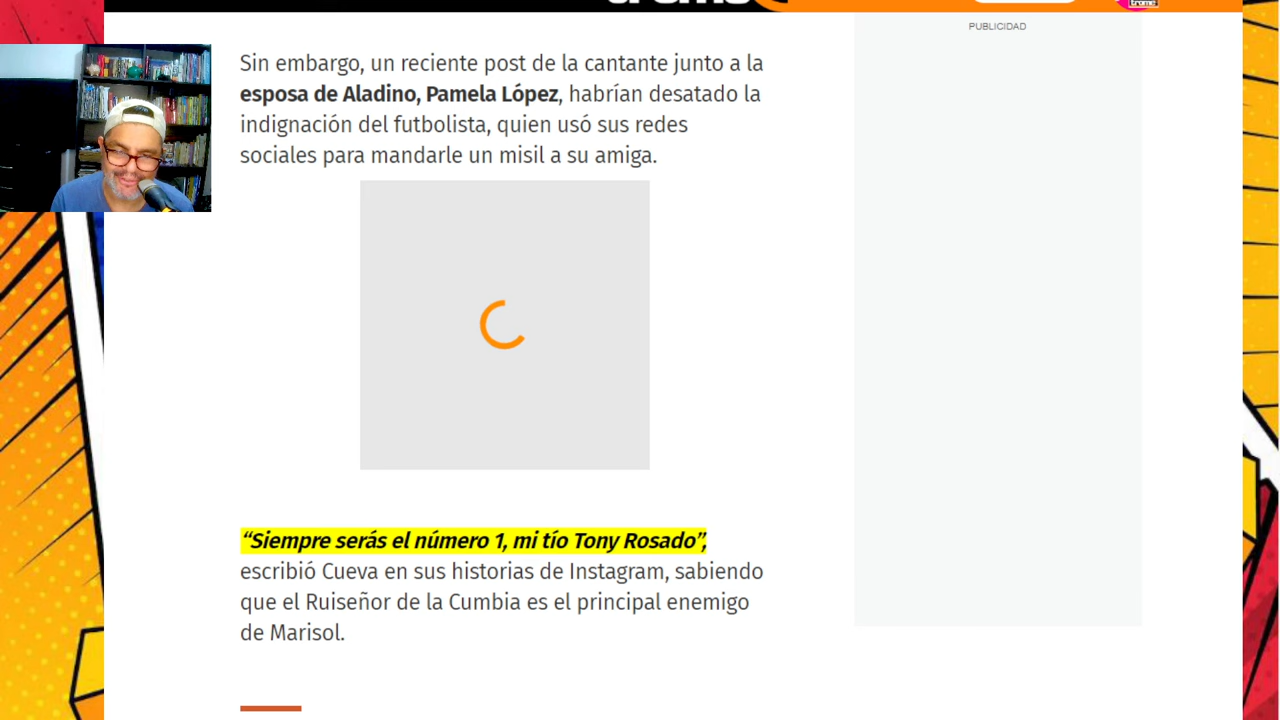 PUBLICIDAD
Sin embargo, un reciente post de la cantante junto a la
esposa de Aladino, Pamela López, habrían desatado la
indignación del futbolista, quien usó sus redes
sociales para mandarle un misil a su amiga.
“Siempre serás el número 1, mi tío Tony Rosado”,
escribió Cueva en sus historias de Instagram, sabiendo
que el Ruiseñor de la Cumbia es el principal enemigo
de Marisol.